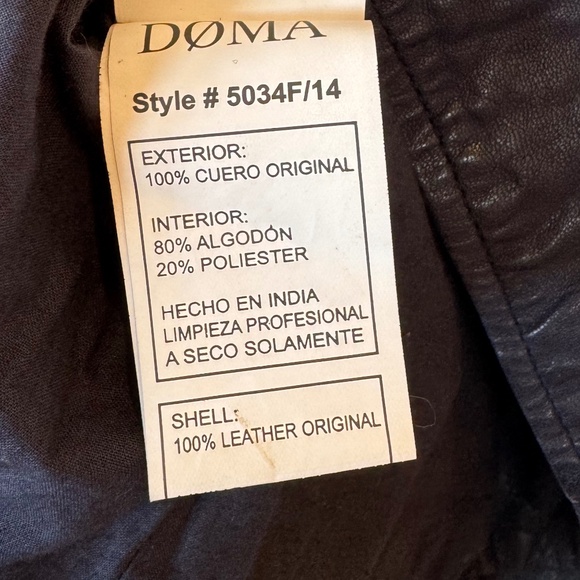 DØMA
Style # 5034F/14
EXTERIOR:
100% CUERO ORIGINAL
INTERIOR:
80% ALGODÓN
20% POLIESTER
HECHO EN INDIA
LIMPIEZA PROFESIONAL
A SECO SOLAMENTE
SHELL:
100% LEATHER ORIGINAL